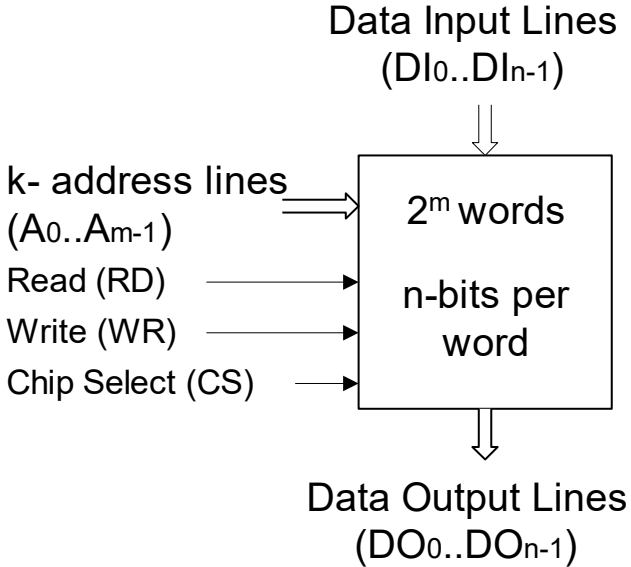 Data Input Lines
(DI0..DIn-1)
k- address lines
(A0..Am-1)
Read (RD)
Write (WR)
Chip Select (CS)
2^m words
n-bits per
word
Data Output Lines
(DO0..DOn-1)